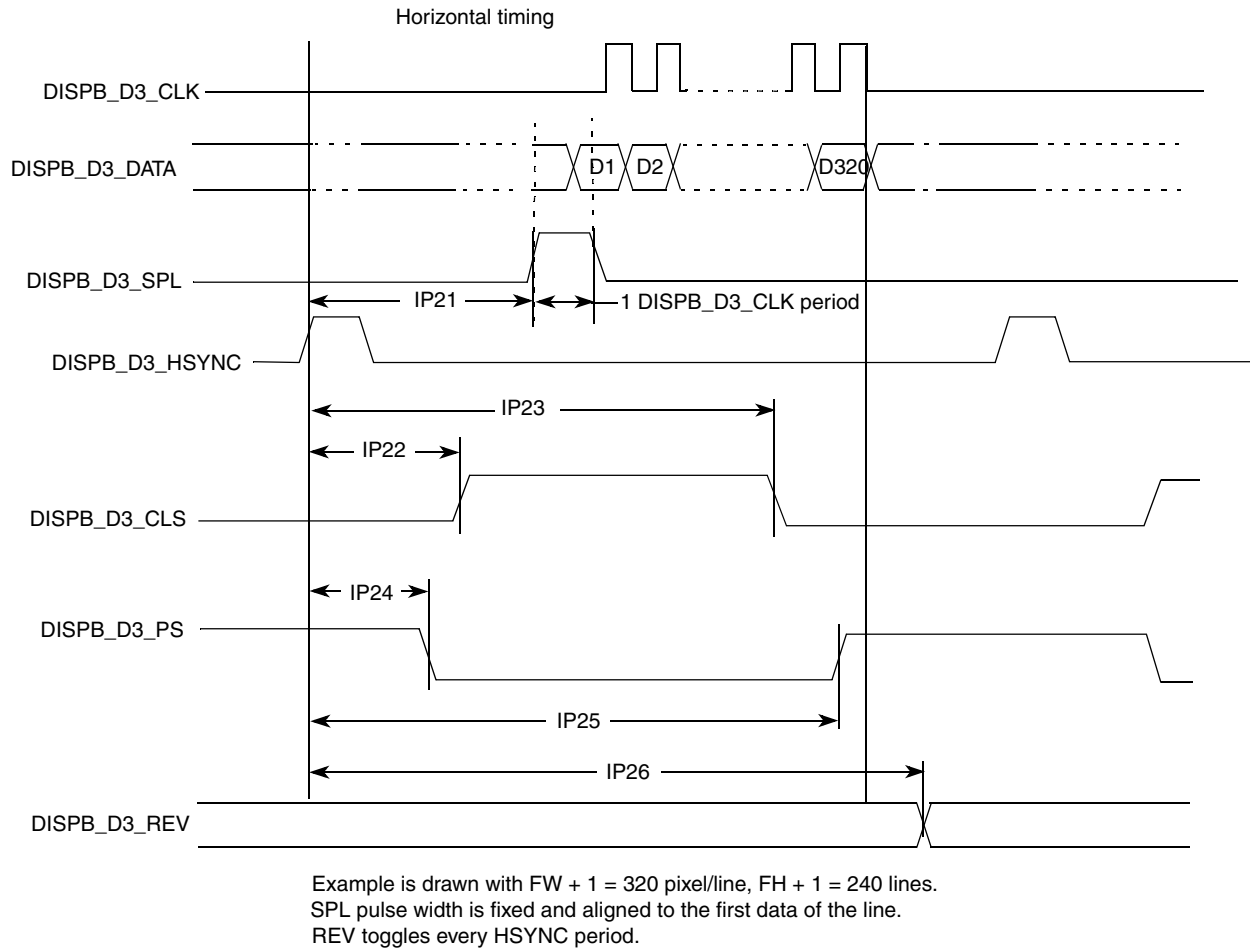 Horizontal timing
DISPB_D3_CLK
DISPB_D3_DATA
D1
D2
D320
DISPB_D3_SPL
IP21
1 DISPB_D3_CLK period
DISPB_D3_HSYNC
IP23
IP22
DISPB_D3_CLS
IP24
DISPB_D3_PS
IP25
IP26
DISPB_D3_REV
Example is drawn with FW + 1 = 320 pixel/line, FH + 1 = 240 lines.
SPL pulse width is fixed and aligned to the first data of the line.
REV toggles every HSYNC period.